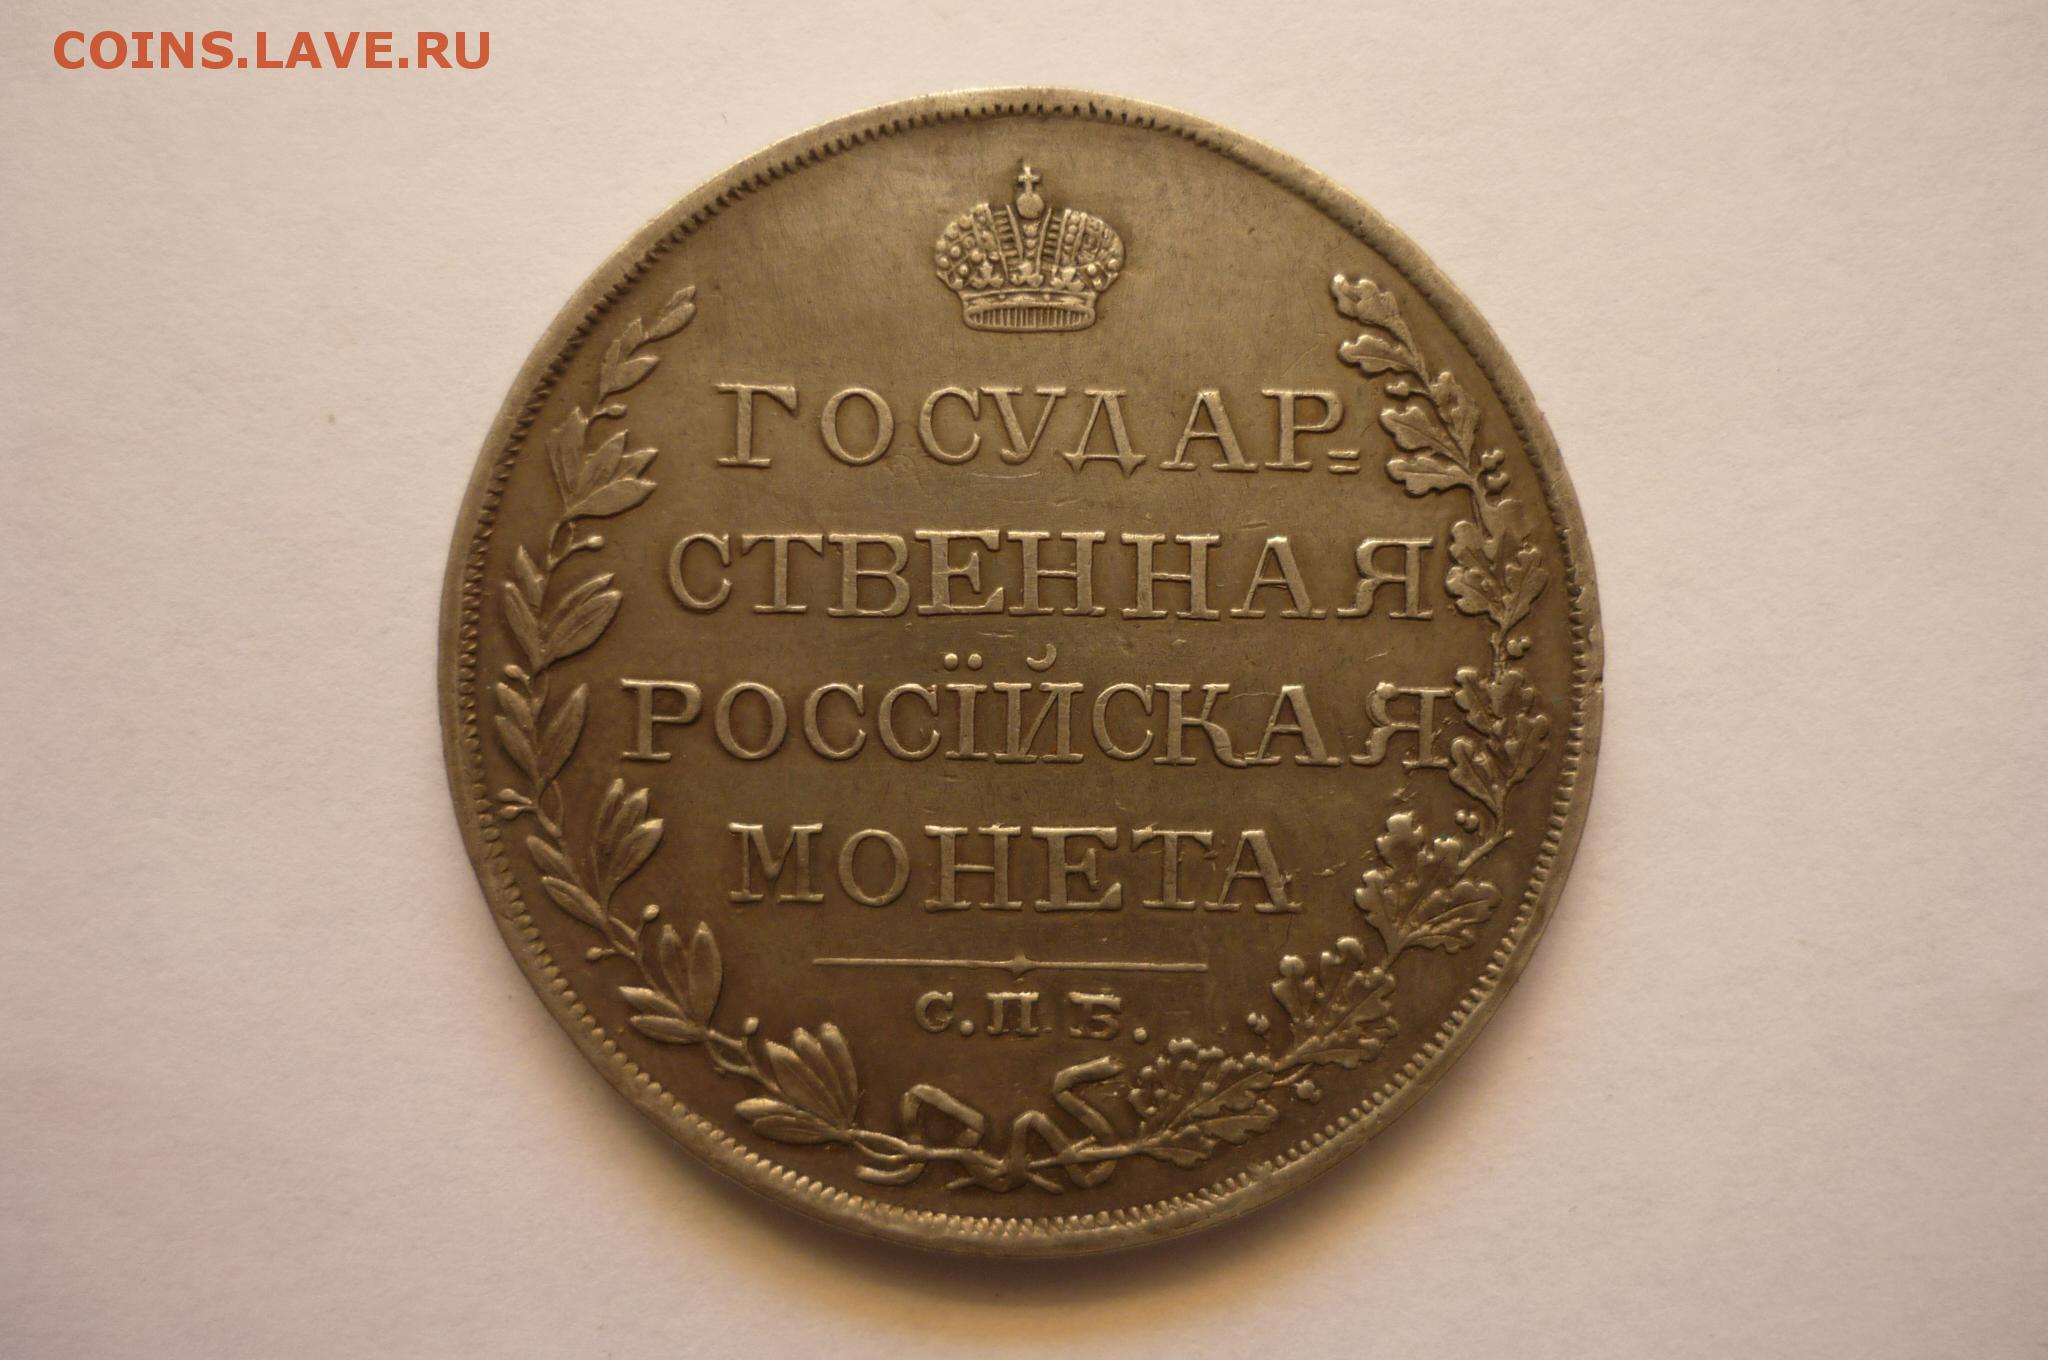 COINS.LAVE.RU
ГОСУДАР=
СТВЕННАЯ
РОССІЙСКАЯ
МОНЕТА
С.П.Б.